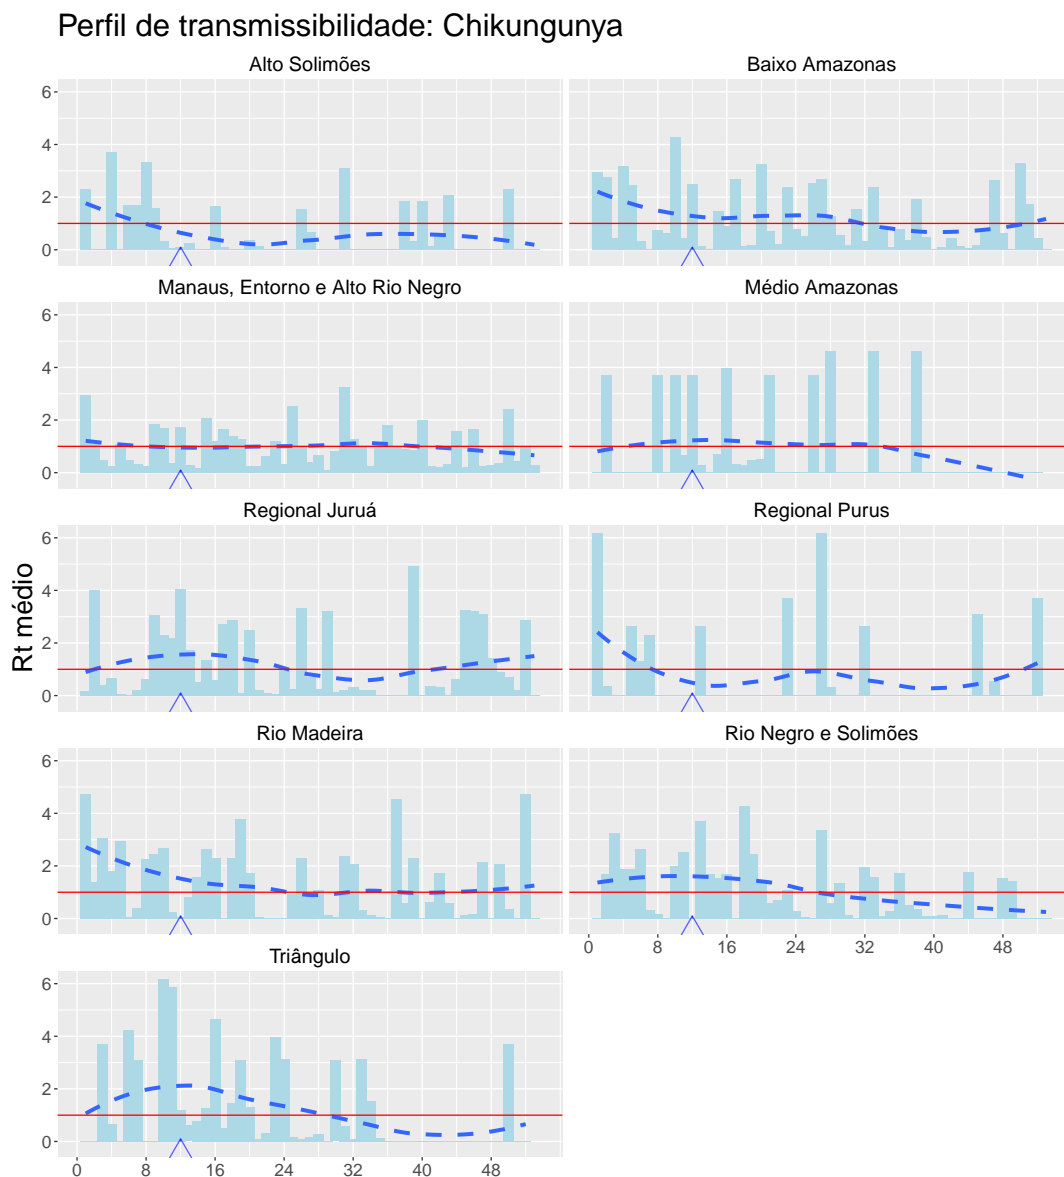 Perfil de transmissibilidade: Chikungunya
Alto Solimões
Baixo Amazonas
6
4
2
0
Manaus, Entorno e Alto Rio Negro
Médio Amazonas
6
4
2
0
Regional Juruá
Regional Purus
6
4
2
0
Rt médio
Rio Madeira
Rio Negro e Solimões
6
4
2
0
0 8 16 24 32 40 48
Triângulo
6
4
2
0
0 8 16 24 32 40 48